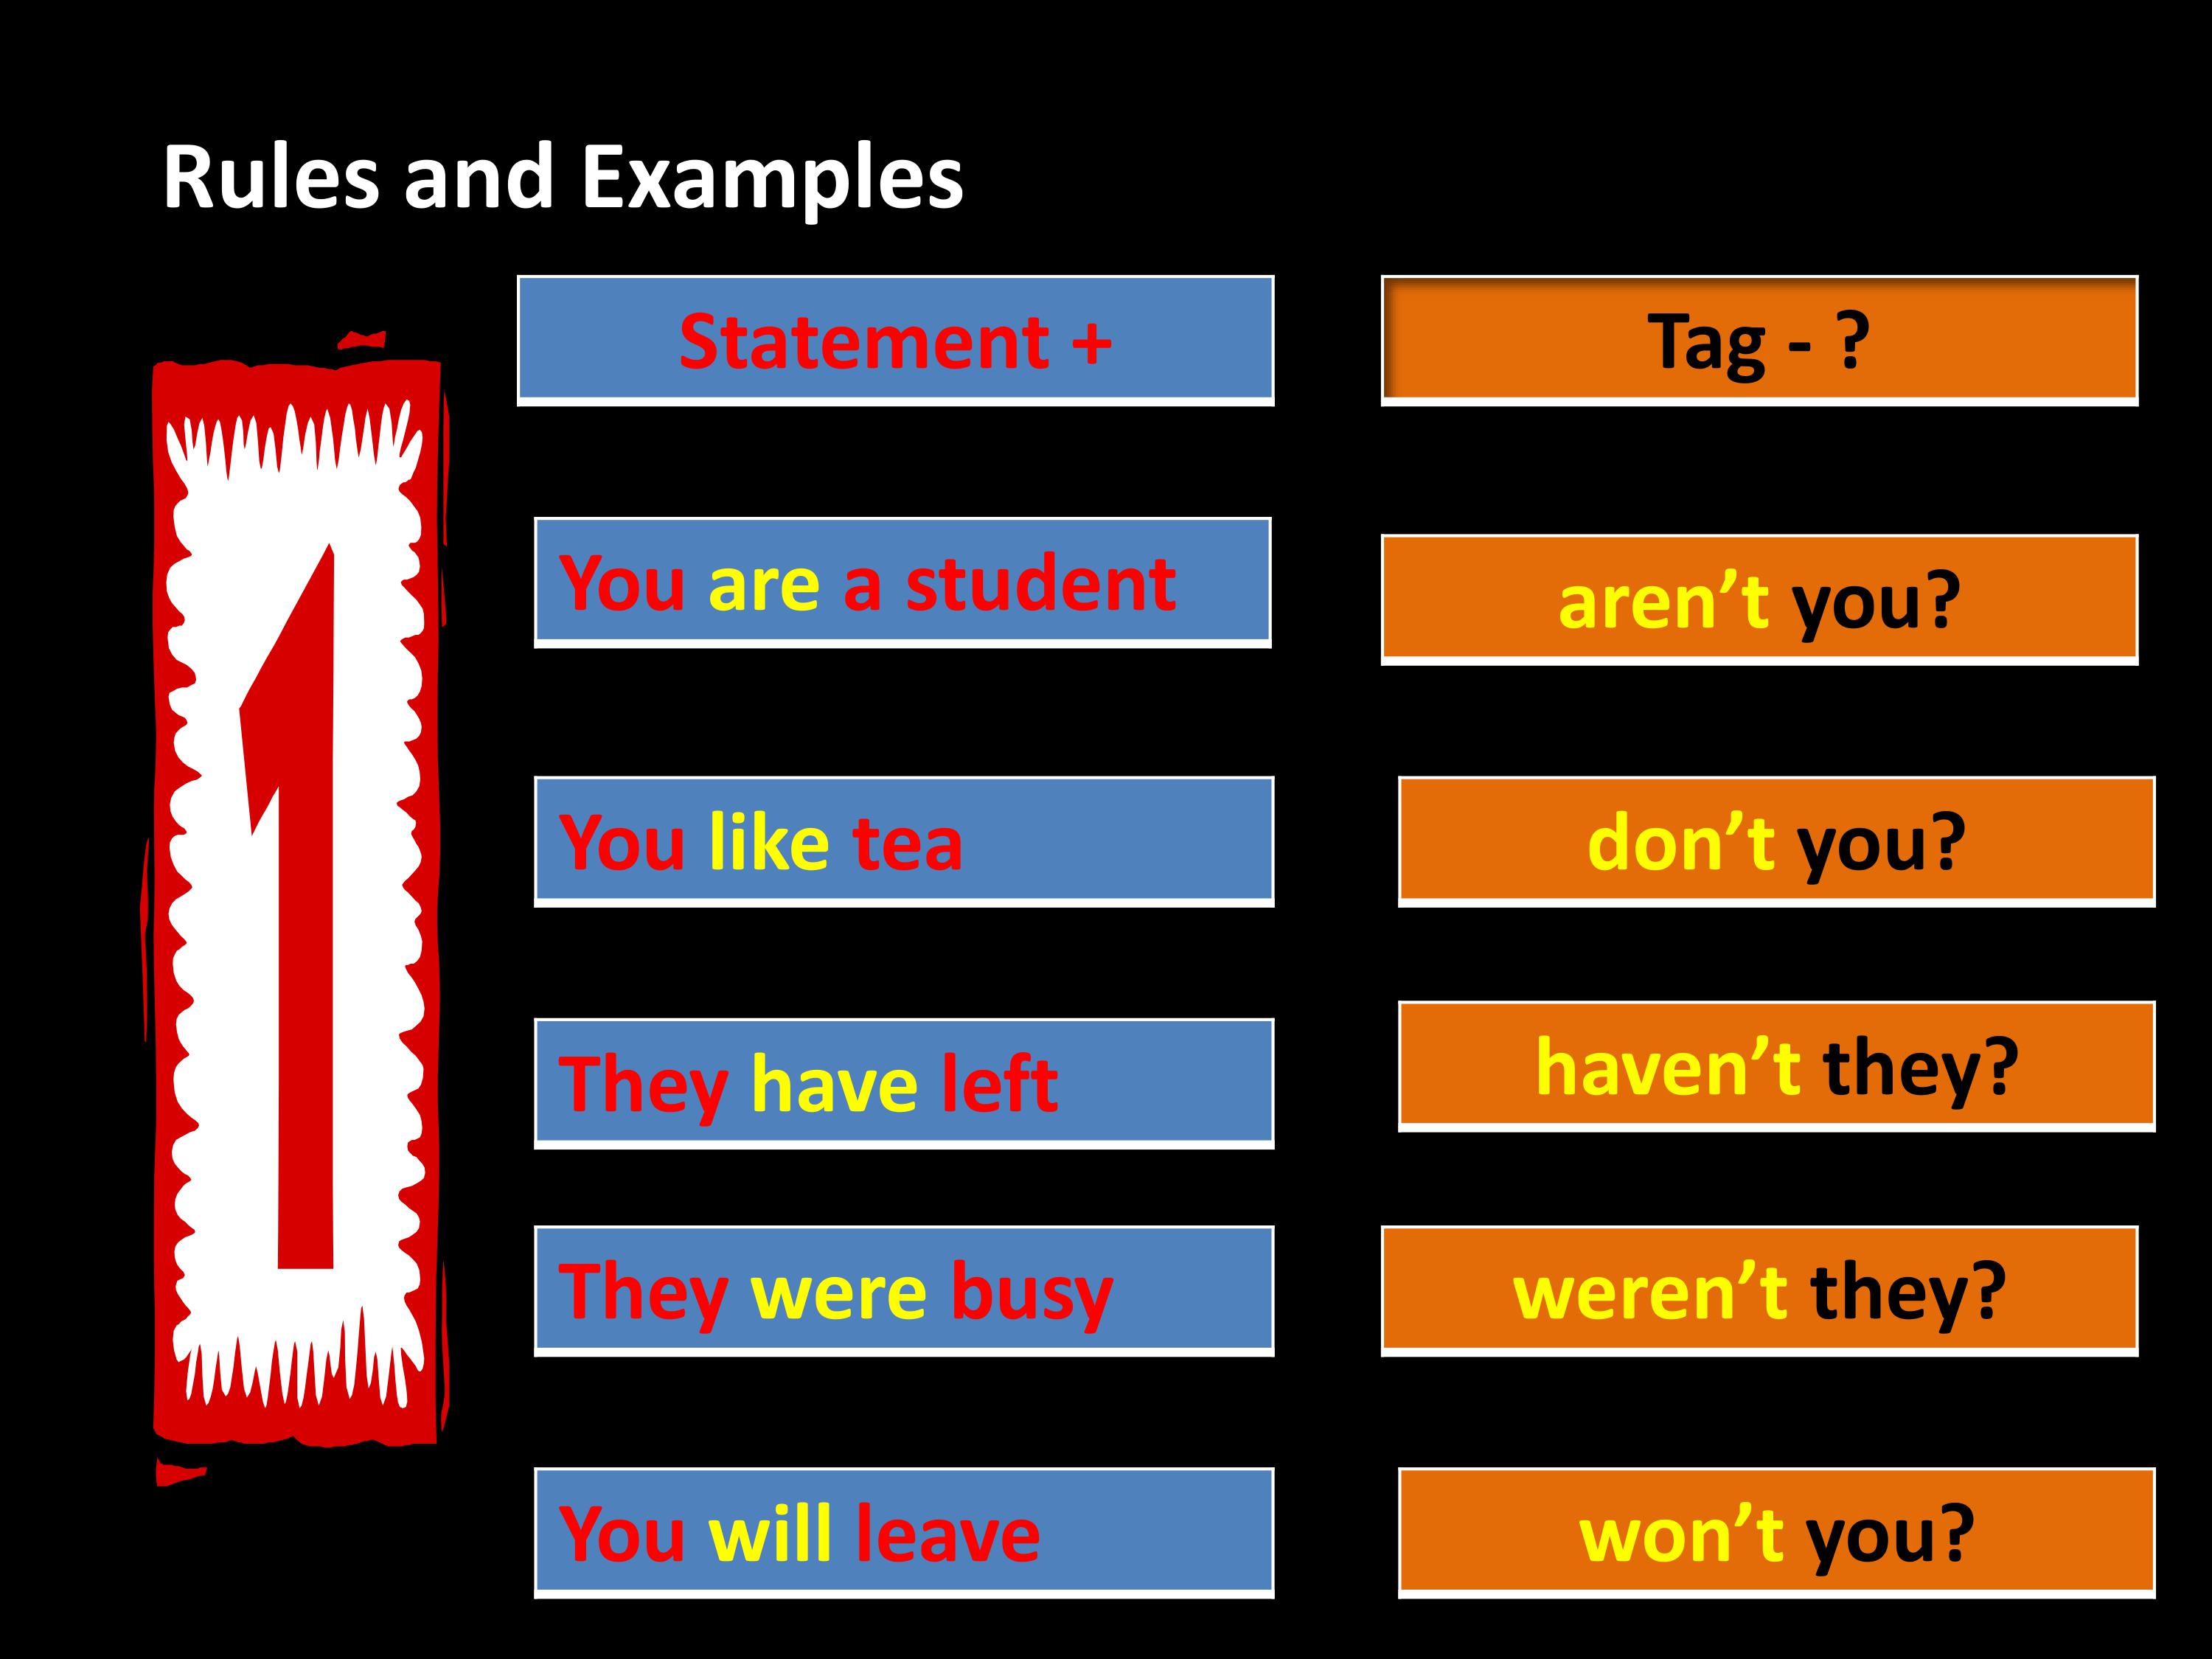 Rules and Examples
Statement +
Tag - ?
1
You are a student
aren’t you?
You like tea
don’t you?
They have left
haven’t they?
They were busy
weren’t they?
You will leave
won’t you?